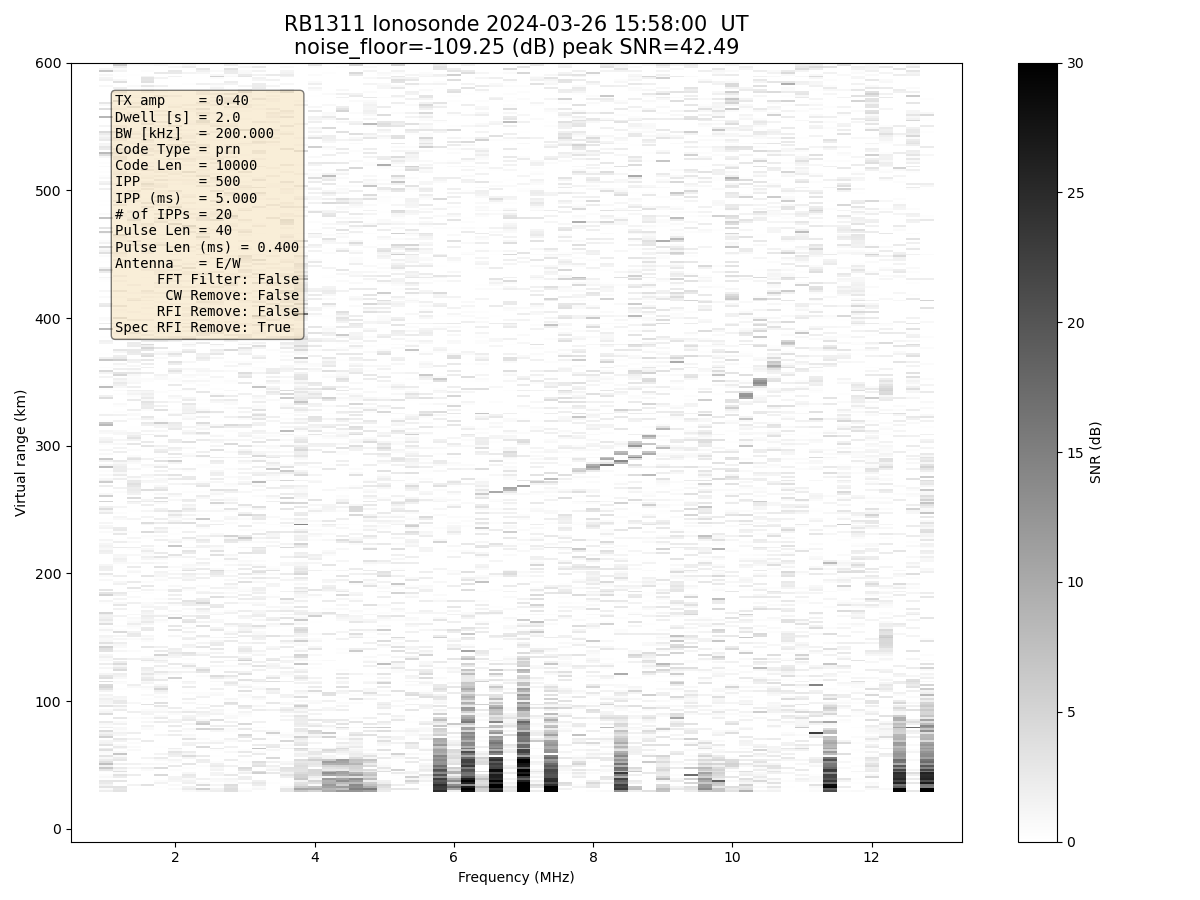 RB1311 Ionosonde 2024-03-26 15:58:00  UT
noise_floor=-109.25 (dB) peak SNR=42.49
TX amp    = 0.40
Dwell [s] = 2.0
BW [kHz]  = 200.000
Code Type = prn
Code Len  = 10000
IPP       = 500
IPP (ms)  = 5.000
# of IPPs = 20
Pulse Len = 40
Pulse Len (ms) = 0.400
Antenna   = E/W
FFT Filter: False
CW Remove: False
RFI Remove: False
Spec RFI Remove: True
Virtual range (km)
600
500
400
300
200
100
0
2 4 6 8 10 12
Frequency (MHz)
30
25
20
15
10
5
0
SNR (dB)